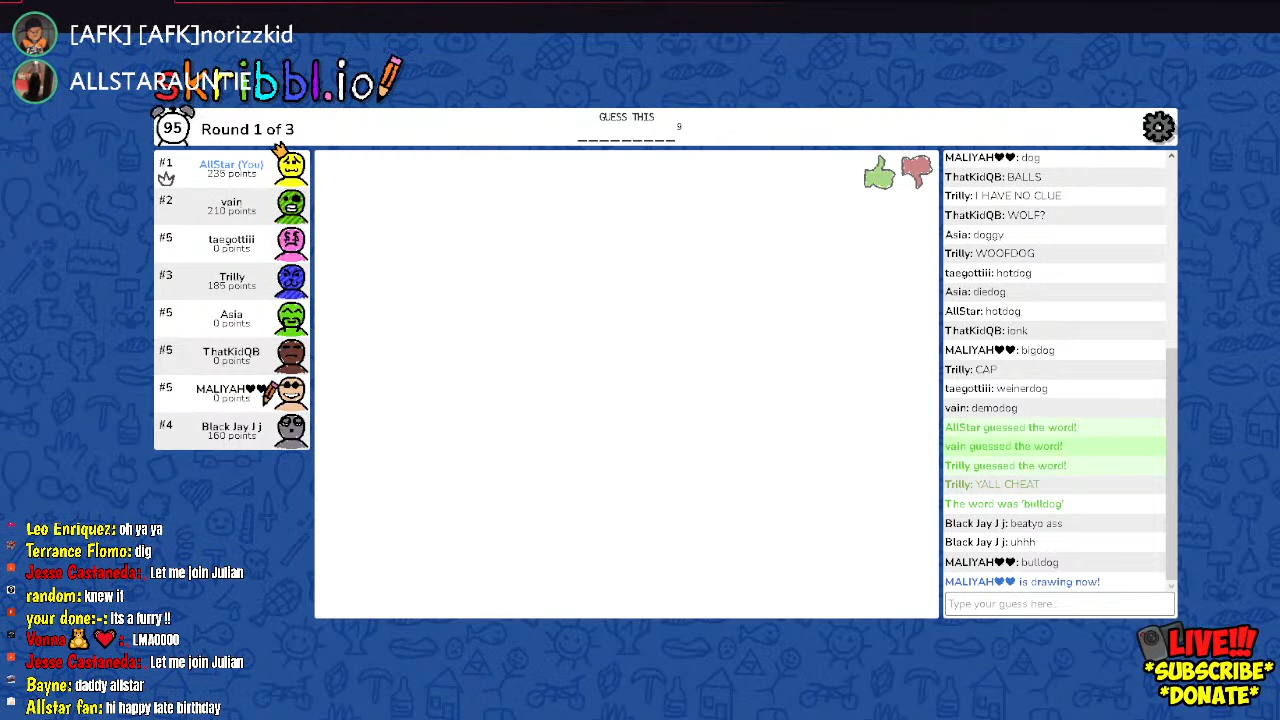 [AFK] [AFK]norizzkid
ALLSTARAUNTIE
skribbl.io
95
Round 1 of 3
GUESS THIS
_________ 9
#1
AllStar (You)
235 points
#2
vain
210 points
#5
taegottiii
0 points
#3
Trilly
185 points
#5
Asia
0 points
#5
ThatKidQB
0 points
#5
MALIYAH♥♥
0 points
#4
Black Jay J j
160 points
MALIYAH♥♥: dog
ThatKidQB: BALLS
Trilly: I HAVE NO CLUE
ThatKidQB: WOLF?
Asia: doggy
Trilly: WOOFDOG
taegottiii: hotdog
Asia: diedog
AllStar: hotdog
ThatKidQB: ionk
MALIYAH♥♥: bigdog
Trilly: CAP
taegottiii: weinerdog
vain: demodog
AllStar guessed the word!
vain guessed the word!
Trilly guessed the word!
Trilly: YALL CHEAT
The word was 'bulldog'
Black Jay J j: beatyo ass
Black Jay J j: uhhh
MALIYAH♥♥: bulldog
MALIYAH♥♥ is drawing now!
Type your guess here...
Leo Enriquez: oh ya ya
Terrance Flomo: dig
Jesse Castaneda: Let me join Julian
random: knew it
your done:-: its a furry !!
Vonna🧸❤️: LMAOOOO
Jesse Castaneda: Let me join Julian
Bayne: daddy allstar
Allstar fan: hi happy late birthday
LIVE!!!
*SUBSCRIBE*
*DONATE*